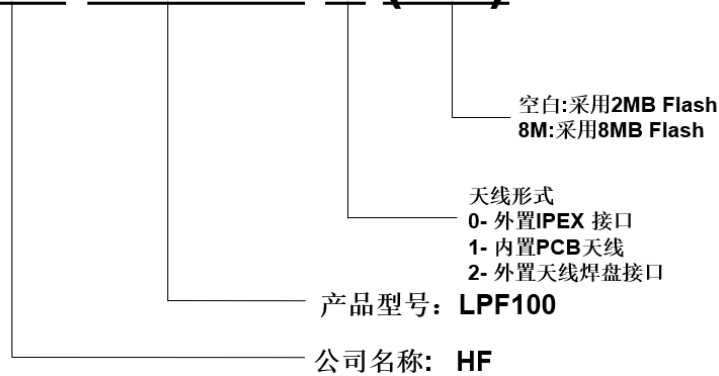 空白:采用2MB Flash
8M:采用8MB Flash
天线形式
0- 外置IPEX 接口
1- 内置PCB天线
2- 外置天线焊盘接口
产品型号：LPF100
公司名称: HF